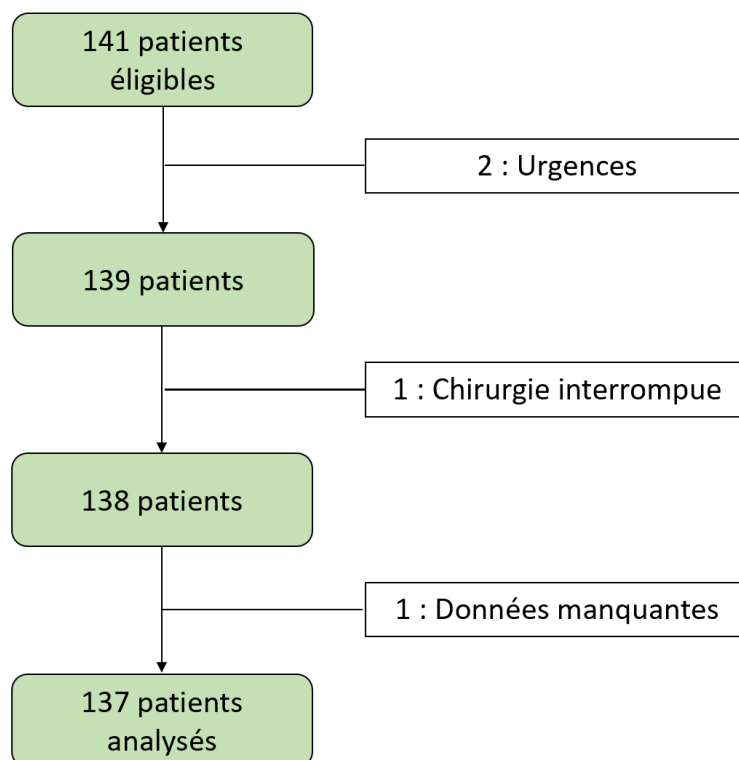 141 patients
éligibles
2 : Urgences
139 patients
1 : Chirurgie interrompue
138 patients
1 : Données manquantes
137 patients
analysés